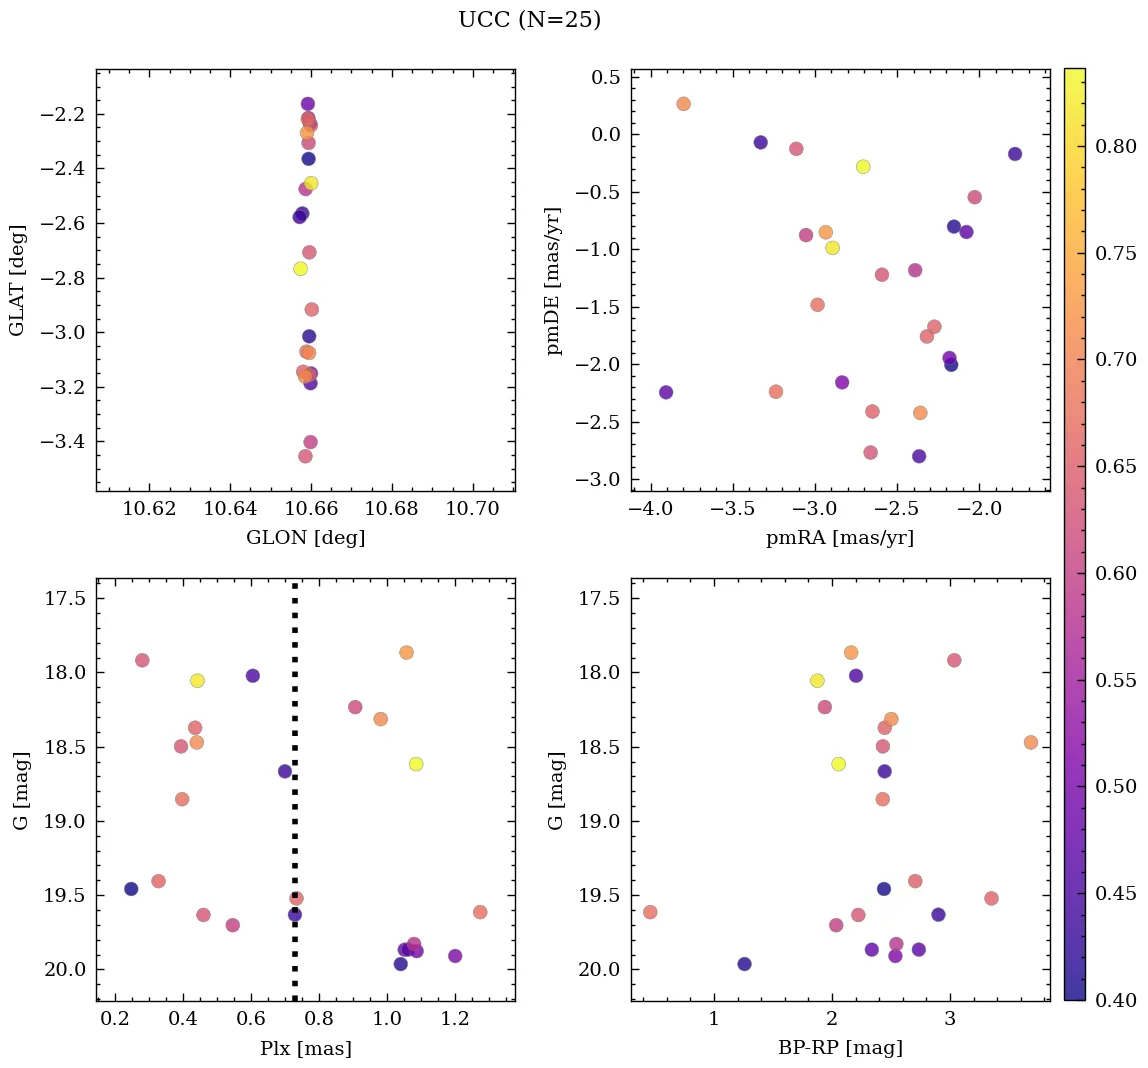 UCC (N=25)
−2.2
−2.4
−2.6
−2.8
−3.0
−3.2
−3.4
GLAT [deg]
10.62 10.64 10.66 10.68 10.70
GLON [deg]
0.5
0.0
−0.5
−1.0
−1.5
−2.0
−2.5
−3.0
pmDE [mas/yr]
−4.0 −3.5 −3.0 −2.5 −2.0
pmRA [mas/yr]
17.5
18.0
18.5
19.0
19.5
20.0
G [mag]
0.2 0.4 0.6 0.8 1.0 1.2
Plx [mas]
17.5
18.0
18.5
19.0
19.5
20.0
G [mag]
1 2 3
BP-RP [mag]
0.80
0.75
0.70
0.65
0.60
0.55
0.50
0.45
0.40